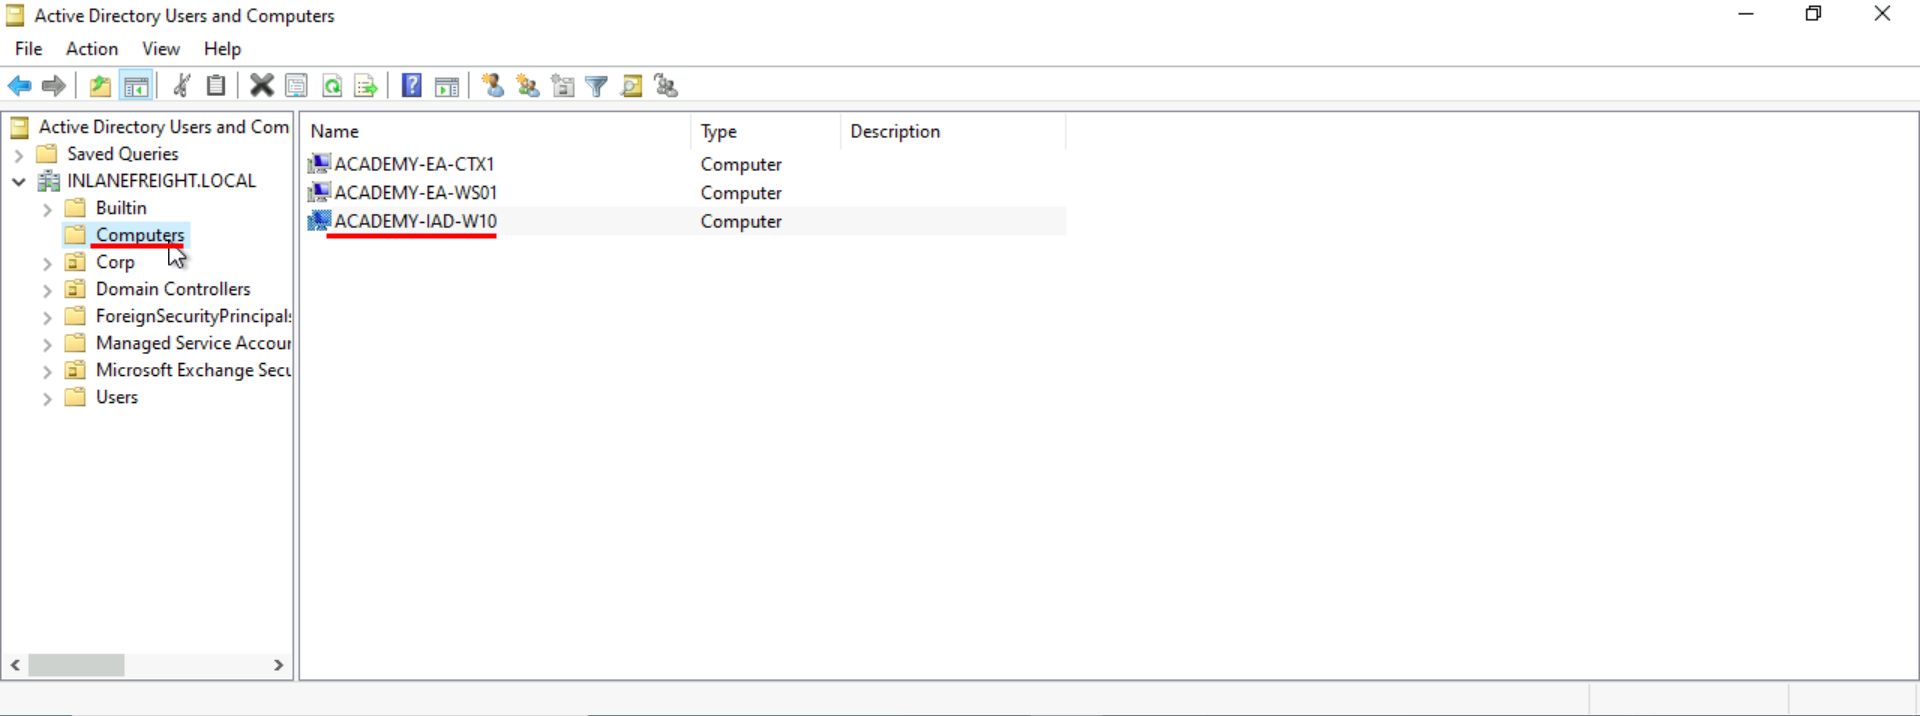 Active Directory Users and Computers
File Action View Help
Active Directory Users and Com
Saved Queries
INLANEFREIGHT.LOCAL
Builtin
Computers
Corp
Domain Controllers
ForeignSecurityPrincipals
Managed Service Accour
Microsoft Exchange Secu
Users
Name Type Description
ACADEMY-EA-CTX1 Computer
ACADEMY-EA-WS01 Computer
ACADEMY-IAD-W10 Computer